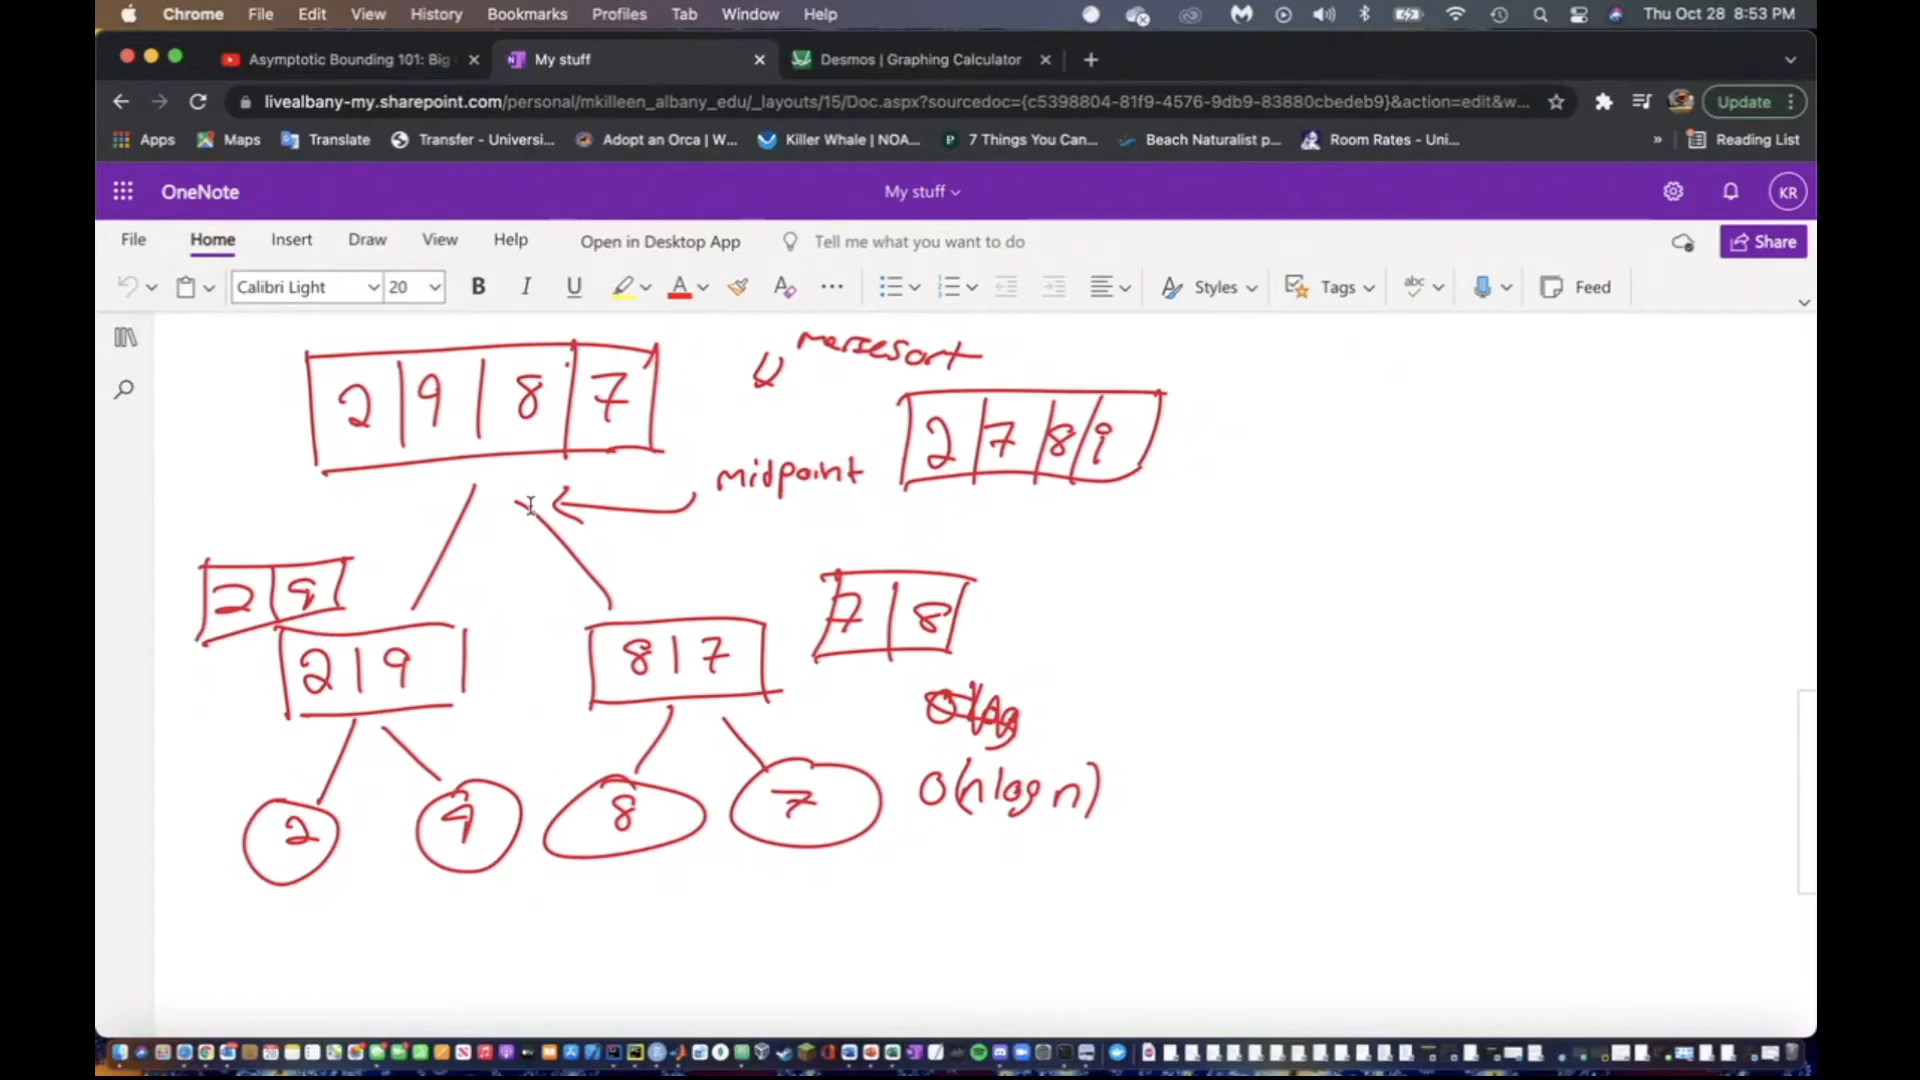 Chrome File Edit View History Bookmarks Profiles Tab Window Help Thu Oct 28 8:53 PM
Asymptotic Bounding 101: Big
My stuff
Desmos | Graphing Calculator
livealbany-my.sharepoint.com/personal/mkilleen_albany_edu/_layouts/15/Doc.aspx?sourcedoc={c5398804-81f9-4576-9db9-83880cbedeb9}&action=edit&w...
Update
Apps Maps Translate Transfer - Universi... Adopt an Orca | W... Killer Whale | NOA... 7 Things You Can... Beach Naturalist p... Room Rates - Uni... » Reading List
OneNote My stuff KR
File Home Insert Draw View Help Open in Desktop App Tell me what you want to do Share
Calibri Light 20 B I U A A ... Styles Tags abc Feed
mergesort
2 9 8 7
2 7 8 9
midpoint
2 9
7 8
2 | 9
8 | 7
2 9 8 7
O(n log n)